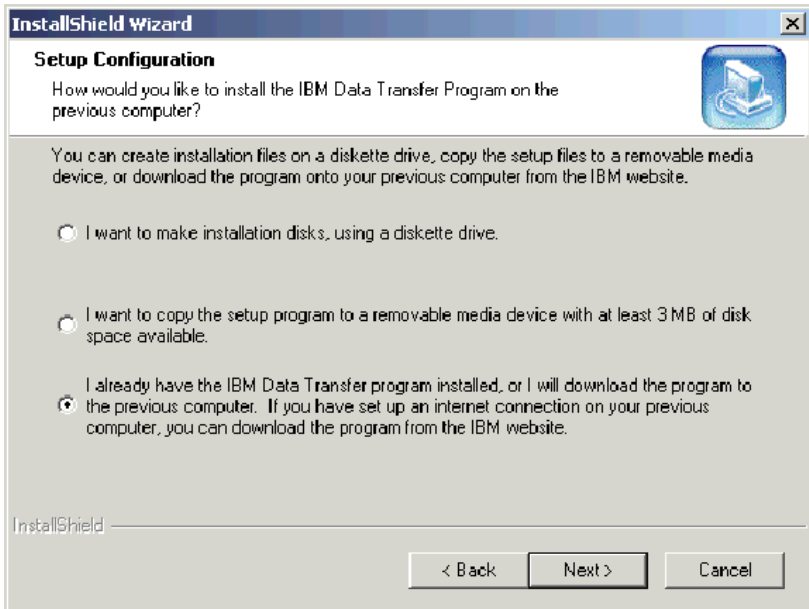 InstallShield Wizard
Setup Configuration
How would you like to install the IBM Data Transfer Program on the
previous computer?
You can create installation files on a diskette drive, copy the setup files to a removable media
device, or download the program onto your previous computer from the IBM website.
I want to make installation disks, using a diskette drive.
I want to copy the setup program to a removable media device with at least 3 MB of disk
space available.
I already have the IBM Data Transfer program installed, or I will download the program to
the previous computer. If you have set up an internet connection on your previous
computer, you can download the program from the IBM website.
InstallShield
< Back
Next >
Cancel